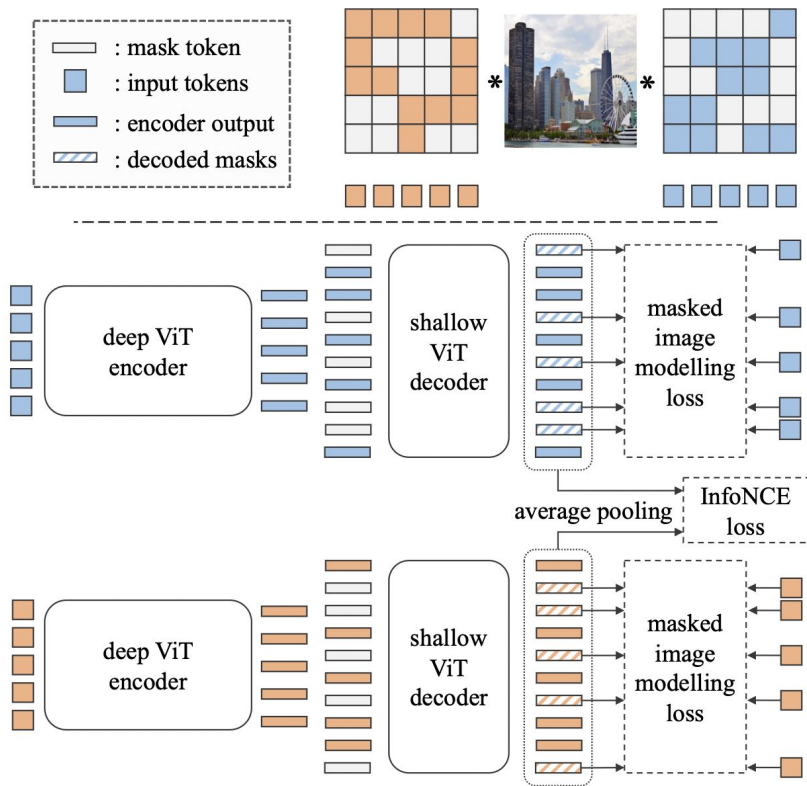 : mask token
: input tokens
: encoder output
: decoded masks
*
*
deep ViT
encoder
shallow
ViT
decoder
masked
image
modelling
loss
average pooling
InfoNCE
loss
deep ViT
encoder
shallow
ViT
decoder
masked
image
modelling
loss